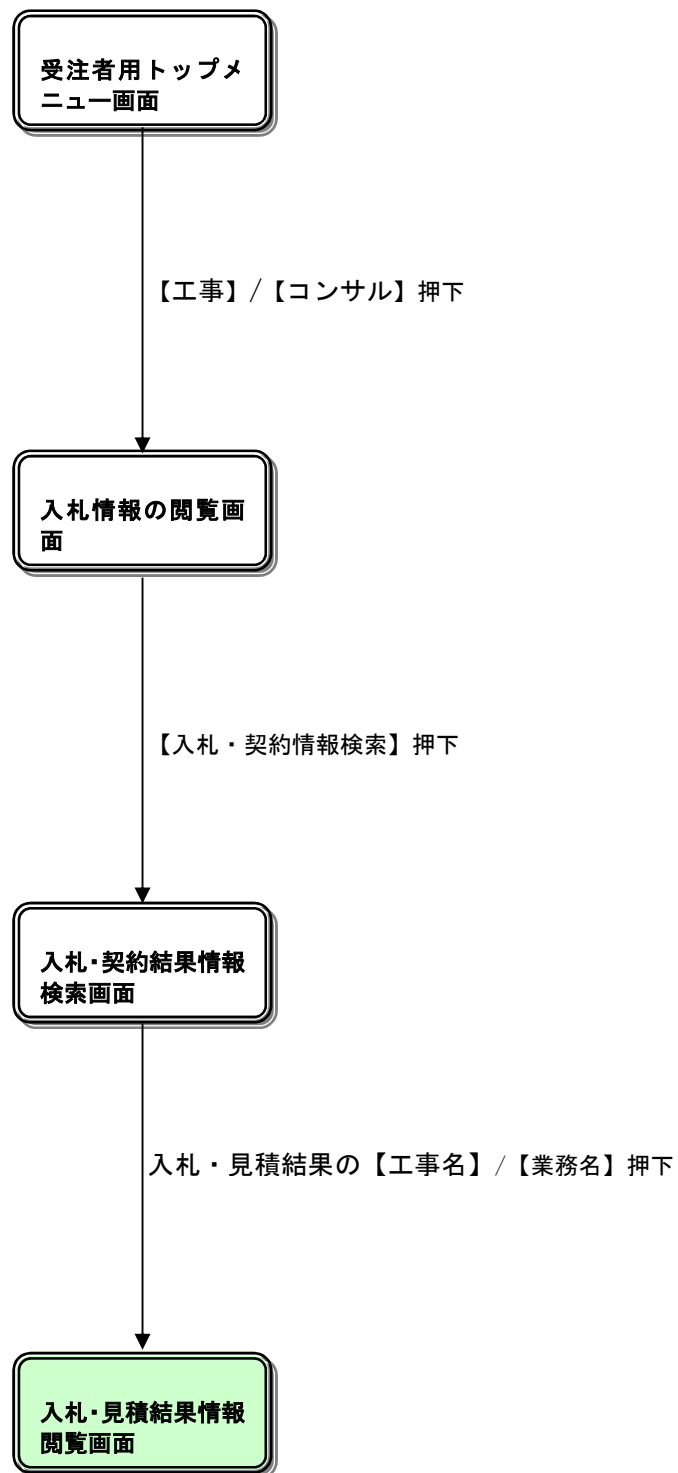 受注者用トップメ
ニュー画面
【工事】/【コンサル】押下
入札情報の閲覧画
面
【入札・契約情報検索】押下
入札・契約結果情報
検索画面
入札・見積結果の【工事名】/【業務名】押下
入札・見積結果情報
閲覧画面